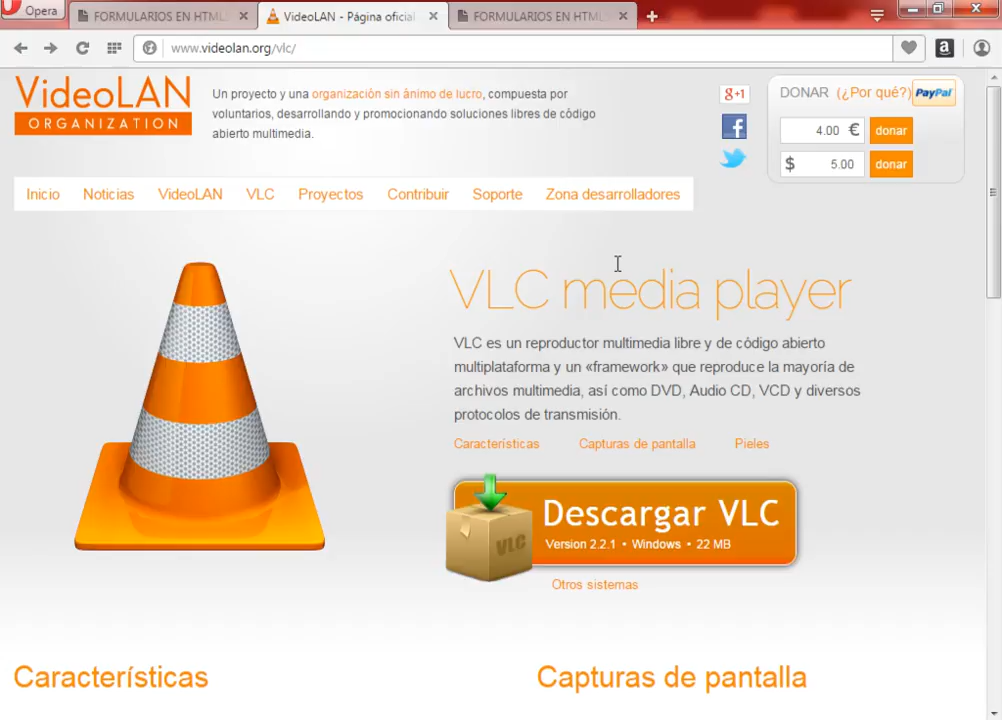 Opera
FORMULARIOS EN HTML
VideoLAN - Página oficial
FORMULARIOS EN HTML
www.videolan.org/vlc/
VideoLAN
ORGANIZATION
Un proyecto y una organización sin ánimo de lucro, compuesta por
voluntarios, desarrollando y promocionando soluciones libres de código
abierto multimedia.
g+1
DONAR (¿Por qué?) PayPal
4.00 € donar
$ 5.00 donar
Inicio Noticias VideoLAN VLC Proyectos Contribuir Soporte Zona desarrolladores
VLC media player
VLC es un reproductor multimedia libre y de código abierto
multiplataforma y un «framework» que reproduce la mayoría de
archivos multimedia, así como DVD, Audio CD, VCD y diversos
protocolos de transmisión.
Características Capturas de pantalla Pieles
VLC
Descargar VLC
Version 2.2.1 • Windows • 22 MB
Otros sistemas
Características
Capturas de pantalla